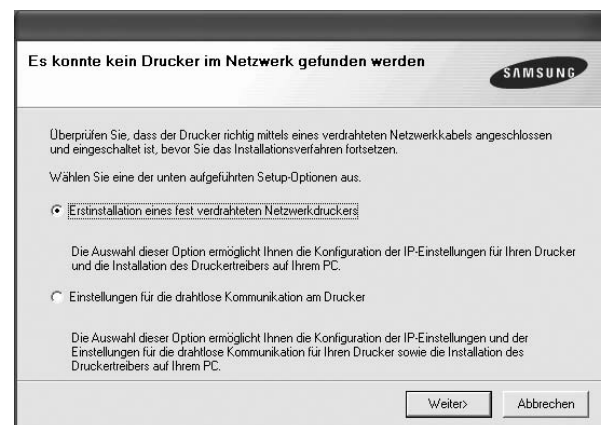 Es konnte kein Drucker im Netzwerk gefunden werden
SAMSUNG
Überprüfen Sie, dass der Drucker richtig mittels eines verdrahteten Netzwerkkabels angeschlossen
und eingeschaltet ist, bevor Sie das Installationsverfahren fortsetzen.
Wählen Sie eine der unten aufgeführten Setup-Optionen aus.
Erstinstallation eines fest verdrahteten Netzwerkdruckers
Die Auswahl dieser Option ermöglicht Ihnen die Konfiguration der IP-Einstellungen für Ihren Drucker
und die Installation des Druckertreibers auf Ihrem PC.
Einstellungen für die drahtlose Kommunikation am Drucker
Die Auswahl dieser Option ermöglicht Ihnen die Konfiguration der IP-Einstellungen und der
Einstellungen für die drahtlose Kommunikation für Ihren Drucker sowie die Installation des
Druckertreibers auf Ihrem PC.
Weiter> Abbrechen